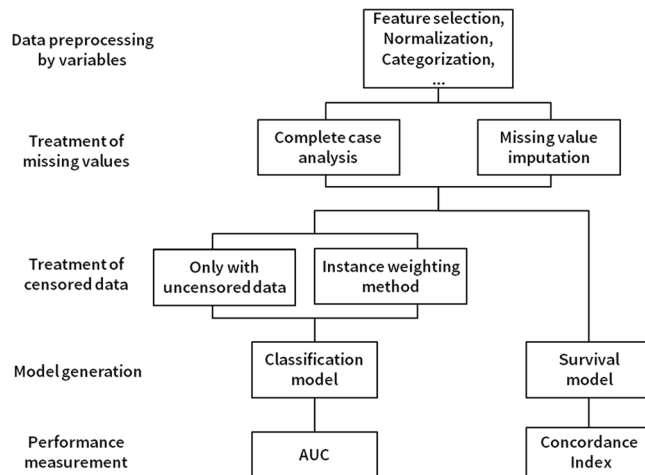 Data preprocessing
by variables
Feature selection,
Normalization,
Categorization,
...
Treatment of
missing values
Complete case
analysis
Missing value
imputation
Treatment of
censored data
Only with
uncensored data
Instance weighting
method
Model generation
Classification
model
Survival
model
Performance
measurement
AUC
Concordance
Index